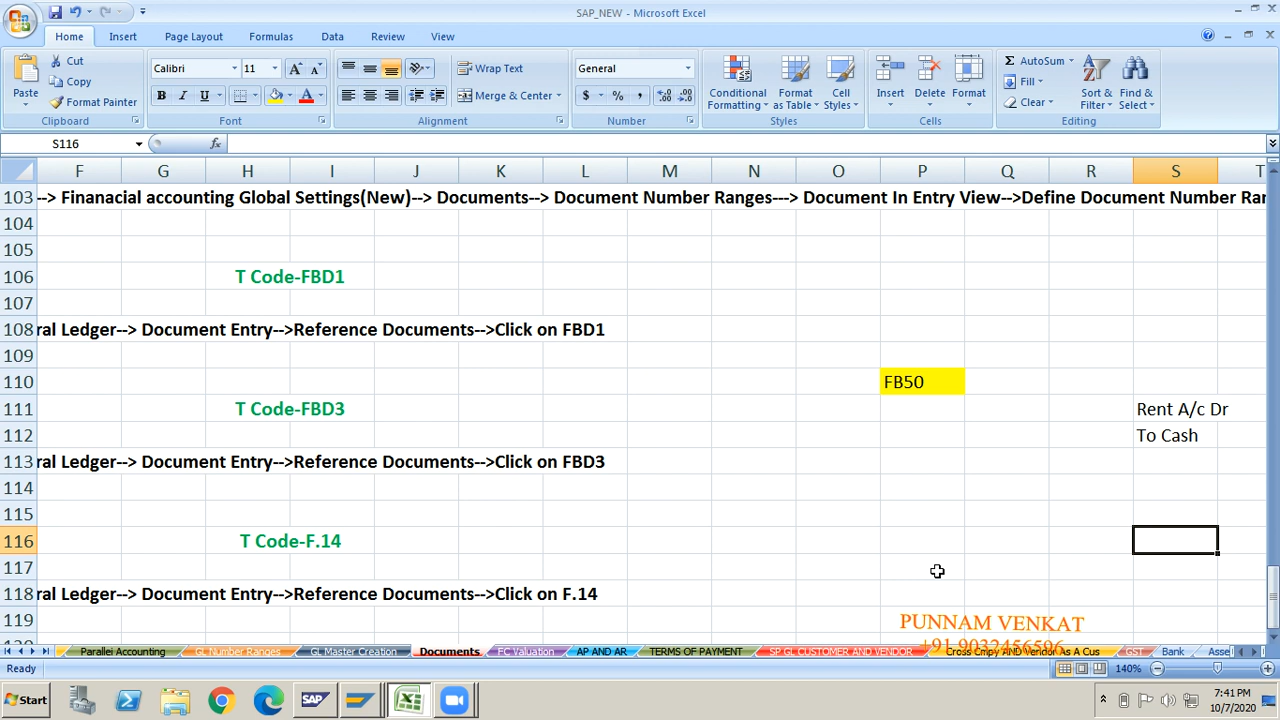 SAP_NEW - Microsoft Excel
Home Insert Page Layout Formulas Data Review View
Paste Cut Copy Format Painter Clipboard
Calibri 11 B I U A Font
Wrap Text Merge & Center Alignment
General $ % , Number
Conditional Formatting Format as Table Cell Styles Styles
Insert Delete Format Cells
AutoSum Fill Clear Sort & Filter Find & Select Editing
S116 fx
F G H I J K L M N O P Q R S T
103 --> Finanacial accounting Global Settings(New)--> Documents--> Document Number Ranges---> Document In Entry View-->Define Document Number Ran
104
105
106 T Code-FBD1
107
108 ral Ledger--> Document Entry-->Reference Documents-->Click on FBD1
109
110 FB50
111 T Code-FBD3 Rent A/c Dr
112 To Cash
113 ral Ledger--> Document Entry-->Reference Documents-->Click on FBD3
114
115
116 T Code-F.14
117
118 ral Ledger--> Document Entry-->Reference Documents-->Click on F.14
119
PUNNAM VENKAT
+91 9032456596
Parallel Accounting GL Number Ranges GL Master Creation Documents FC Valuation AP AND AR TERMS OF PAYMENT SP GL CUSTOMER AND VENDOR Cross Cmpy AND Vendor As A Cus GST Bank Asse
Ready 140%
Start SAP 7:41 PM
10/7/2020